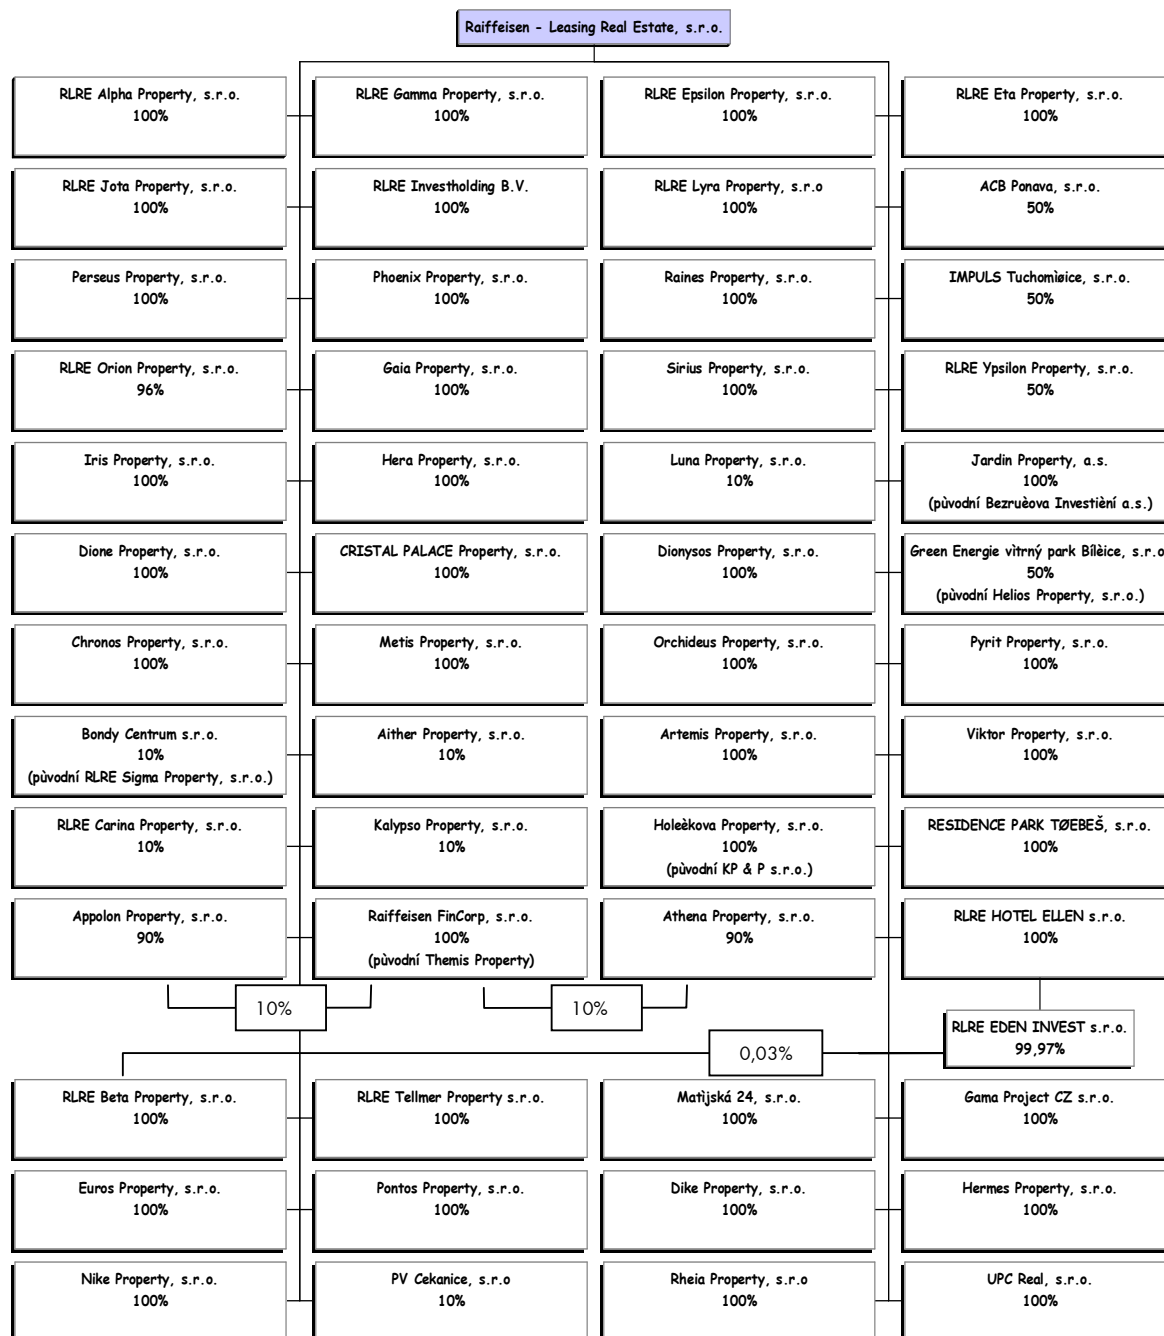 Raiffeisen - Leasing Real Estate, s.r.o.
RLRE Alpha Property, s.r.o.
100%
RLRE Gamma Property, s.r.o.
100%
RLRE Epsilon Property, s.r.o.
100%
RLRE Eta Property, s.r.o.
100%
RLRE Jota Property, s.r.o.
100%
RLRE Investholding B.V.
100%
RLRE Lyra Property, s.r.o
100%
ACB Ponava, s.r.o.
50%
Perseus Property, s.r.o.
100%
Phoenix Property, s.r.o.
100%
Raines Property, s.r.o.
100%
IMPULS Tuchomìøice, s.r.o.
50%
RLRE Orion Property, s.r.o.
96%
Gaia Property, s.r.o.
100%
Sirius Property, s.r.o.
100%
RLRE Ypsilon Property, s.r.o.
50%
Iris Property, s.r.o.
100%
Hera Property, s.r.o.
100%
Luna Property, s.r.o.
10%
Jardin Property, a.s.
100%
(pùvodní Bezruèova Investièní a.s.)
Dione Property, s.r.o.
100%
CRISTAL PALACE Property, s.r.o.
100%
Dionysos Property, s.r.o.
100%
Green Energie vìtrný park Bílèice, s.r.o
50%
(pùvodní Helios Property, s.r.o.)
Chronos Property, s.r.o.
100%
Metis Property, s.r.o.
100%
Orchideus Property, s.r.o.
100%
Pyrit Property, s.r.o.
100%
Bondy Centrum s.r.o.
10%
(pùvodní RLRE Sigma Property, s.r.o.)
Aither Property, s.r.o.
10%
Artemis Property, s.r.o.
100%
Viktor Property, s.r.o.
100%
RLRE Carina Property, s.r.o.
10%
Kalypso Property, s.r.o.
10%
Holeèkova Property, s.r.o.
100%
(pùvodní KP & P s.r.o.)
RESIDENCE PARK TØEBEŠ, s.r.o.
100%
Appolon Property, s.r.o.
90%
Raiffeisen FinCorp, s.r.o.
100%
(pùvodní Themis Property)
Athena Property, s.r.o.
90%
RLRE HOTEL ELLEN s.r.o.
100%
10%
10%
RLRE EDEN INVEST s.r.o.
99,97%
0,03%
RLRE Beta Property, s.r.o.
100%
RLRE Tellmer Property s.r.o.
100%
Matìjská 24, s.r.o.
100%
Gama Project CZ s.r.o.
100%
Euros Property, s.r.o.
100%
Pontos Property, s.r.o.
100%
Dike Property, s.r.o.
100%
Hermes Property, s.r.o.
100%
Nike Property, s.r.o.
100%
PV Cekanice, s.r.o
10%
Rheia Property, s.r.o
100%
UPC Real, s.r.o.
100%